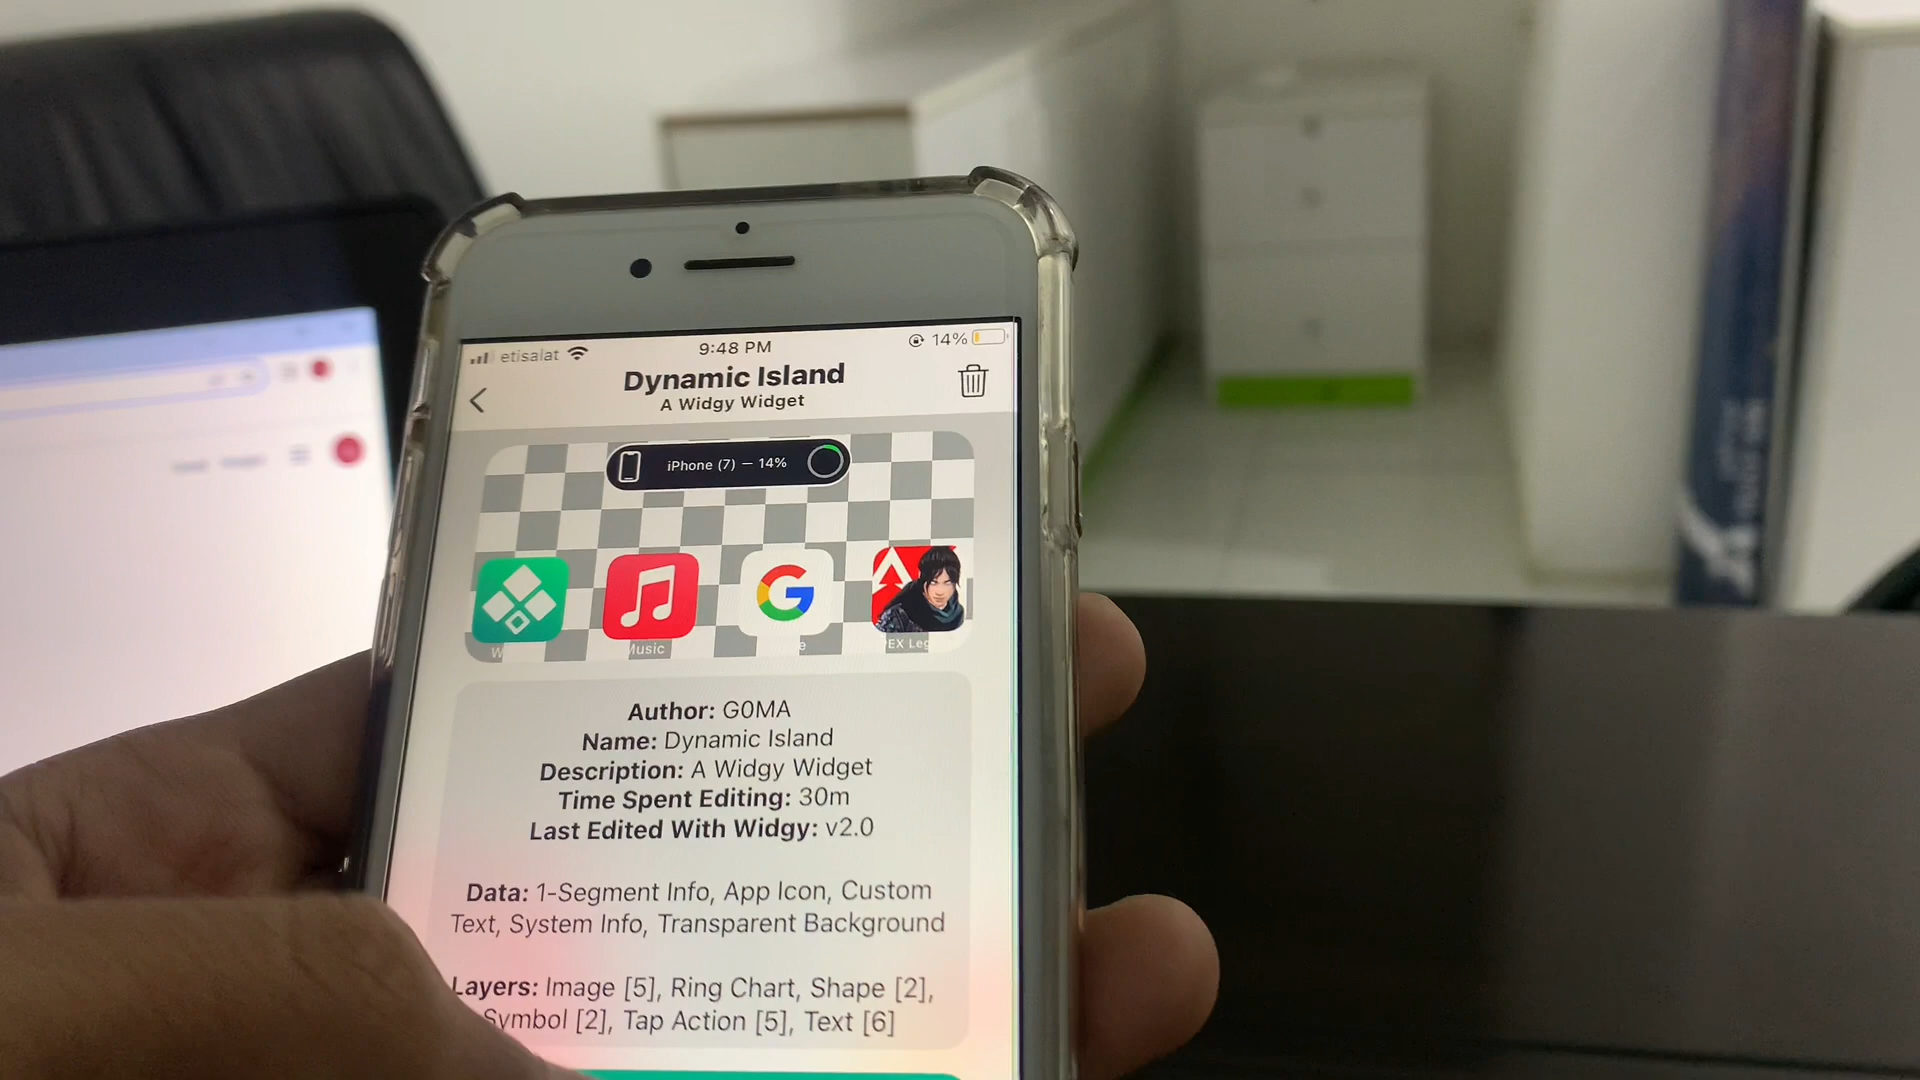 etisalat 9:48 PM 14%
Dynamic Island
A Widgy Widget
iPhone (7) — 14%
W Music e EX Leg
Author: G0MA
Name: Dynamic Island
Description: A Widgy Widget
Time Spent Editing: 30m
Last Edited With Widgy: v2.0
Data: 1-Segment Info, App Icon, Custom
Text, System Info, Transparent Background
Layers: Image [5], Ring Chart, Shape [2],
Symbol [2], Tap Action [5], Text [6]